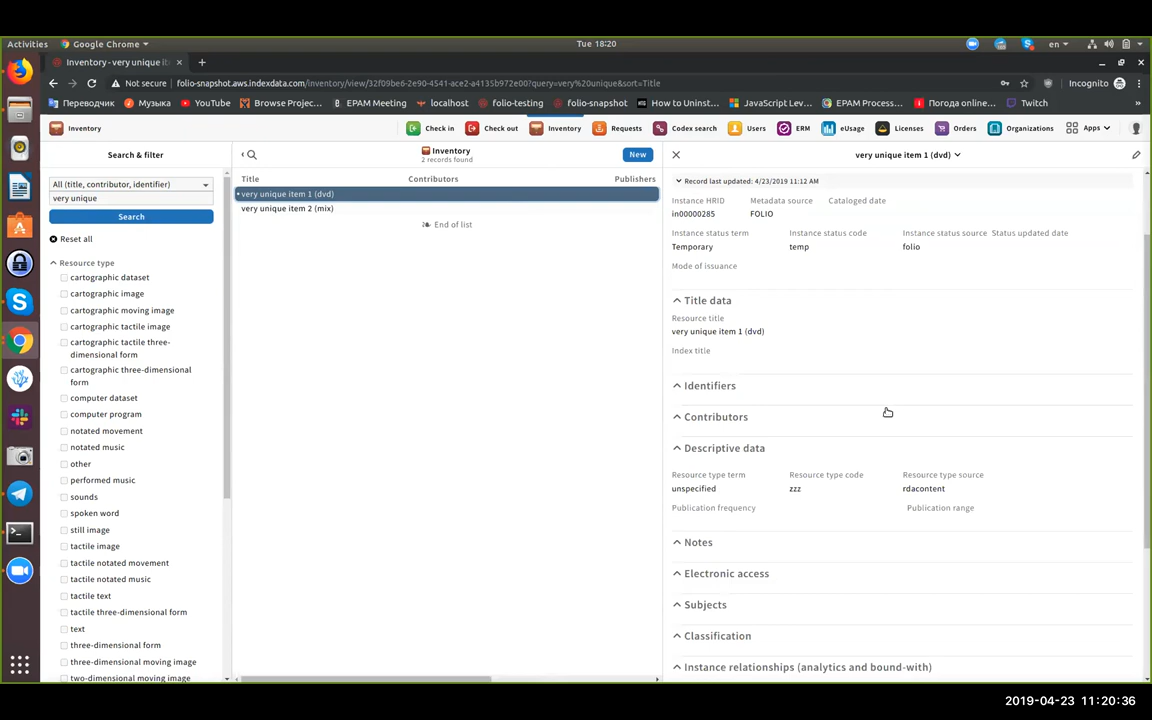 Activities Google Chrome Tue 18:20 en
Inventory - very unique it
Not secure folio-snapshot.aws.indexdata.com/inventory/view/32f09be6-2e90-4541-ace2-a4135b972e00?query=very%20unique&sort=Title Incognito
Переводчик Музыка YouTube Browse Projec... EPAM Meeting localhost folio-testing folio-snapshot How to Uninst... JavaScript Lev... EPAM Process... Погода online... Twitch »
Inventory Check in Check out Inventory Requests Codex search Users ERM eUsage Licenses Orders Organizations Apps
Search & filter
All (title, contributor, identifier)
very unique
Search
Reset all
Resource type
cartographic dataset
cartographic image
cartographic moving image
cartographic tactile image
cartographic tactile three-
dimensional form
cartographic three-dimensional
form
computer dataset
computer program
notated movement
notated music
other
performed music
sounds
spoken word
still image
tactile image
tactile notated movement
tactile notated music
tactile text
tactile three-dimensional form
text
three-dimensional form
three-dimensional moving image
two-dimensional moving image
Inventory
2 records found
New
Title Contributors Publishers
very unique item 1 (dvd)
very unique item 2 (mix)
End of list
very unique item 1 (dvd)
Record last updated: 4/23/2019 11:12 AM
Instance HRID Metadata source Cataloged date
in00000285 FOLIO
Instance status term Instance status code Instance status source Status updated date
Temporary temp folio
Mode of issuance
Title data
Resource title
very unique item 1 (dvd)
Index title
Identifiers
Contributors
Descriptive data
Resource type term Resource type code Resource type source
unspecified zzz rdacontent
Publication frequency Publication range
Notes
Electronic access
Subjects
Classification
Instance relationships (analytics and bound-with)
2019-04-23 11:20:36